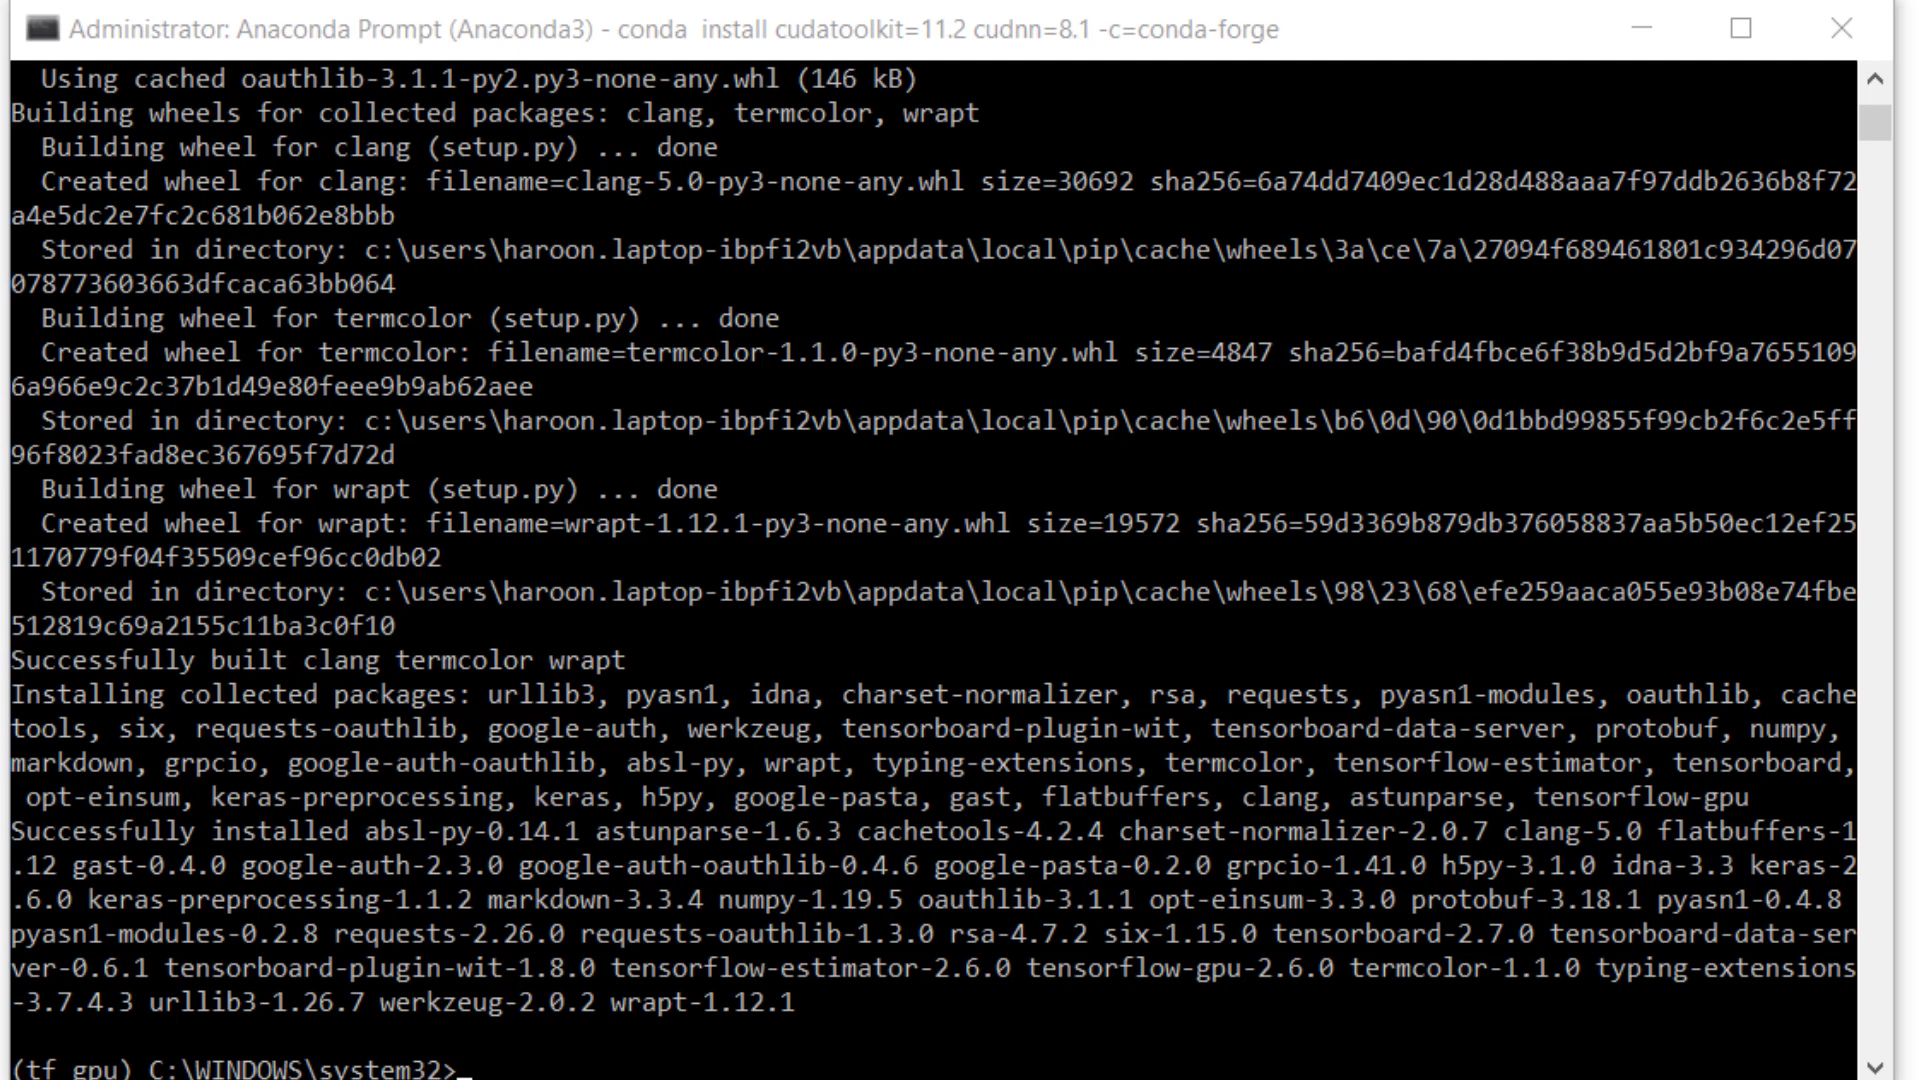 Administrator: Anaconda Prompt (Anaconda3) - conda  install cudatoolkit=11.2 cudnn=8.1 -c=conda-forge
  Using cached oauthlib-3.1.1-py2.py3-none-any.whl (146 kB)
Building wheels for collected packages: clang, termcolor, wrapt
  Building wheel for clang (setup.py) ... done
  Created wheel for clang: filename=clang-5.0-py3-none-any.whl size=30692 sha256=6a74dd7409ec1d28d488aaa7f97ddb2636b8f72
a4e5dc2e7fc2c681b062e8bbb
  Stored in directory: c:\users\haroon.laptop-ibpfi2vb\appdata\local\pip\cache\wheels\3a\ce\7a\27094f689461801c934296d07
078773603663dfcaca63bb064
  Building wheel for termcolor (setup.py) ... done
  Created wheel for termcolor: filename=termcolor-1.1.0-py3-none-any.whl size=4847 sha256=bafd4fbce6f38b9d5d2bf9a7655109
6a966e9c2c37b1d49e80feee9b9ab62aee
  Stored in directory: c:\users\haroon.laptop-ibpfi2vb\appdata\local\pip\cache\wheels\b6\0d\90\0d1bbd99855f99cb2f6c2e5ff
96f8023fad8ec367695f7d72d
  Building wheel for wrapt (setup.py) ... done
  Created wheel for wrapt: filename=wrapt-1.12.1-py3-none-any.whl size=19572 sha256=59d3369b879db376058837aa5b50ec12ef25
1170779f04f35509cef96cc0db02
  Stored in directory: c:\users\haroon.laptop-ibpfi2vb\appdata\local\pip\cache\wheels\98\23\68\efe259aaca055e93b08e74fbe
512819c69a2155c11ba3c0f10
Successfully built clang termcolor wrapt
Installing collected packages: urllib3, pyasn1, idna, charset-normalizer, rsa, requests, pyasn1-modules, oauthlib, cache
tools, six, requests-oauthlib, google-auth, werkzeug, tensorboard-plugin-wit, tensorboard-data-server, protobuf, numpy,
markdown, grpcio, google-auth-oauthlib, absl-py, wrapt, typing-extensions, termcolor, tensorflow-estimator, tensorboard,
 opt-einsum, keras-preprocessing, keras, h5py, google-pasta, gast, flatbuffers, clang, astunparse, tensorflow-gpu
Successfully installed absl-py-0.14.1 astunparse-1.6.3 cachetools-4.2.4 charset-normalizer-2.0.7 clang-5.0 flatbuffers-1
.12 gast-0.4.0 google-auth-2.3.0 google-auth-oauthlib-0.4.6 google-pasta-0.2.0 grpcio-1.41.0 h5py-3.1.0 idna-3.3 keras-2
.6.0 keras-preprocessing-1.1.2 markdown-3.3.4 numpy-1.19.5 oauthlib-3.1.1 opt-einsum-3.3.0 protobuf-3.18.1 pyasn1-0.4.8
pyasn1-modules-0.2.8 requests-2.26.0 requests-oauthlib-1.3.0 rsa-4.7.2 six-1.15.0 tensorboard-2.7.0 tensorboard-data-ser
ver-0.6.1 tensorboard-plugin-wit-1.8.0 tensorflow-estimator-2.6.0 tensorflow-gpu-2.6.0 termcolor-1.1.0 typing-extensions
-3.7.4.3 urllib3-1.26.7 werkzeug-2.0.2 wrapt-1.12.1
(tf_gpu) C:\WINDOWS\system32>_